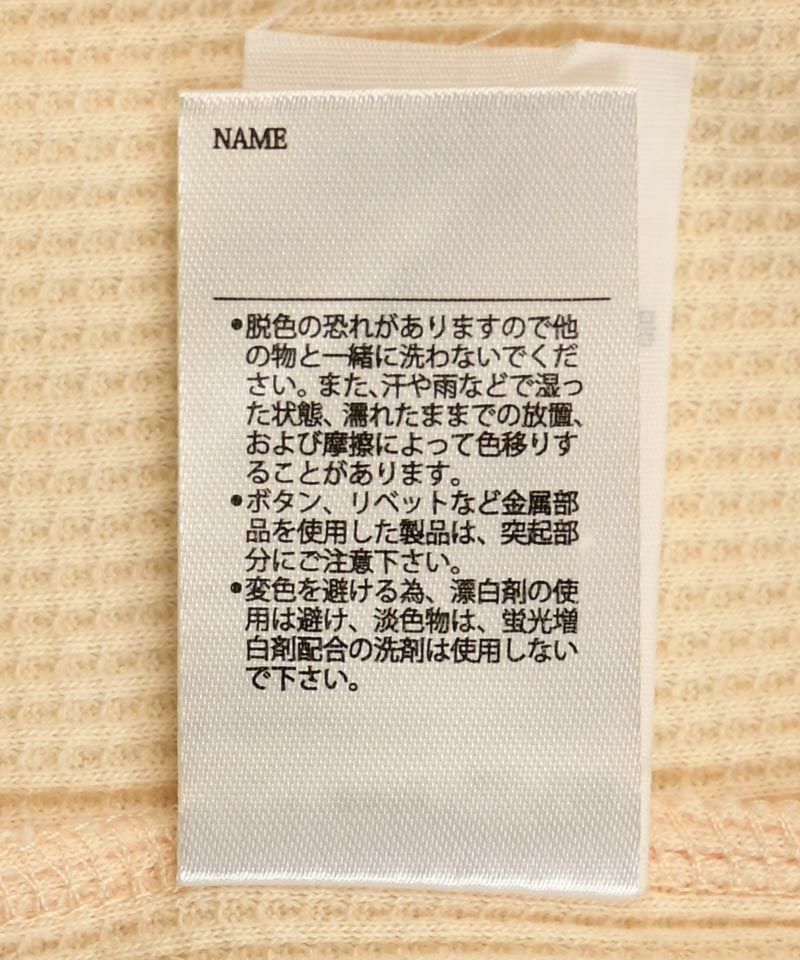 NAME
•脱色の恐れがありますので他
の物と一緒に洗わないでくだ
さい。また、汗や雨などで湿っ
た状態、濡れたままでの放置、
および摩擦によって色移りす
ることがあります。
•ボタン、リベットなど金属部
品を使用した製品は、突起部
分にご注意下さい。
•変色を避ける為、漂白剤の使
用は避け、淡色物は、蛍光増
白剤配合の洗剤は使用しない
で下さい。